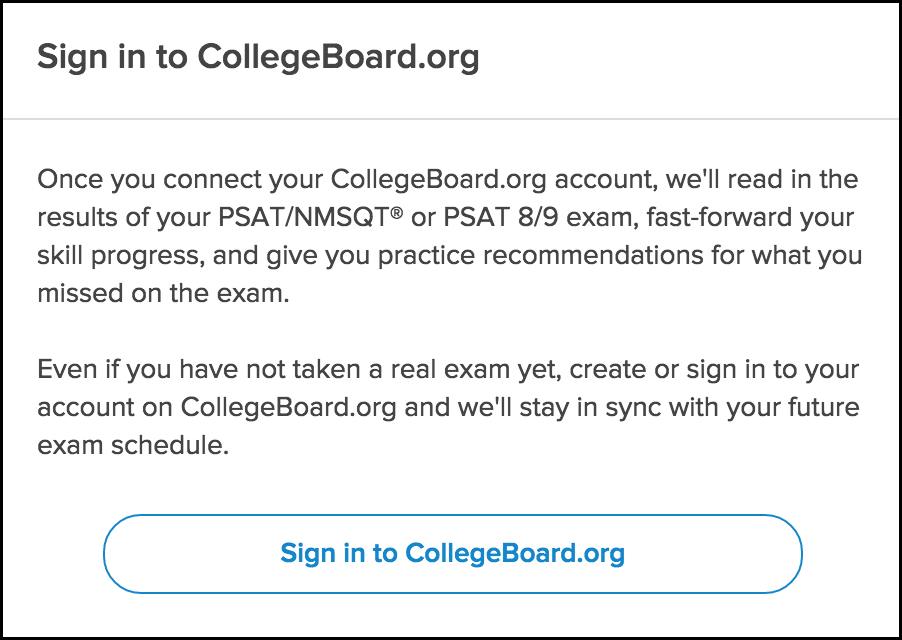 Sign in to CollegeBoard.org
Once you connect your CollegeBoard.org account, we'll read in the
results of your PSAT/NMSQT® or PSAT 8/9 exam, fast-forward your
skill progress, and give you practice recommendations for what you
missed on the exam.
Even if you have not taken a real exam yet, create or sign in to your
account on CollegeBoard.org and we'll stay in sync with your future
exam schedule.
Sign in to CollegeBoard.org